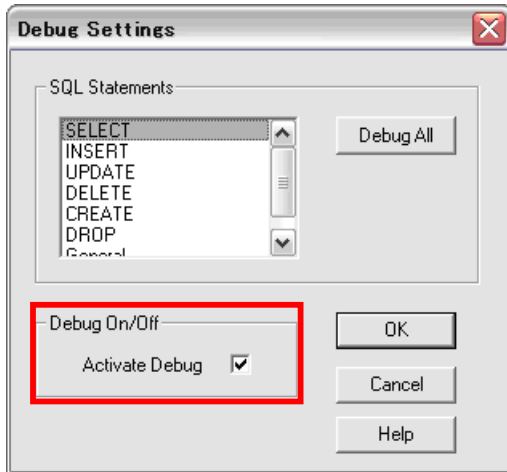 Debug Settings
SQL Statements
SELECT
INSERT
UPDATE
DELETE
CREATE
DROP
General
Debug All
Debug On/Off
Activate Debug
OK
Cancel
Help